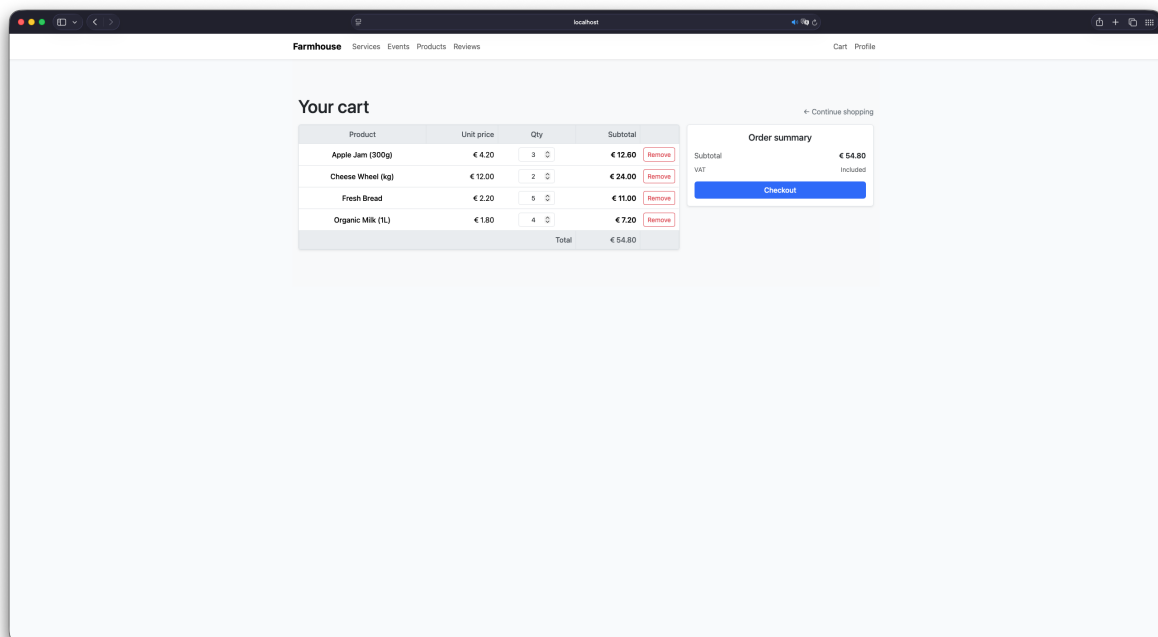 localhost
Farmhouse Services Events Products Reviews Cart Profile
Your cart
← Continue shopping
Product Unit price Qty Subtotal
Apple Jam (300g) € 4.20 3 € 12.60 Remove
Cheese Wheel (kg) € 12.00 2 € 24.00 Remove
Fresh Bread € 2.20 5 € 11.00 Remove
Organic Milk (1L) € 1.80 4 € 7.20 Remove
Total € 54.80
Order summary
Subtotal € 54.80
VAT Included
Checkout